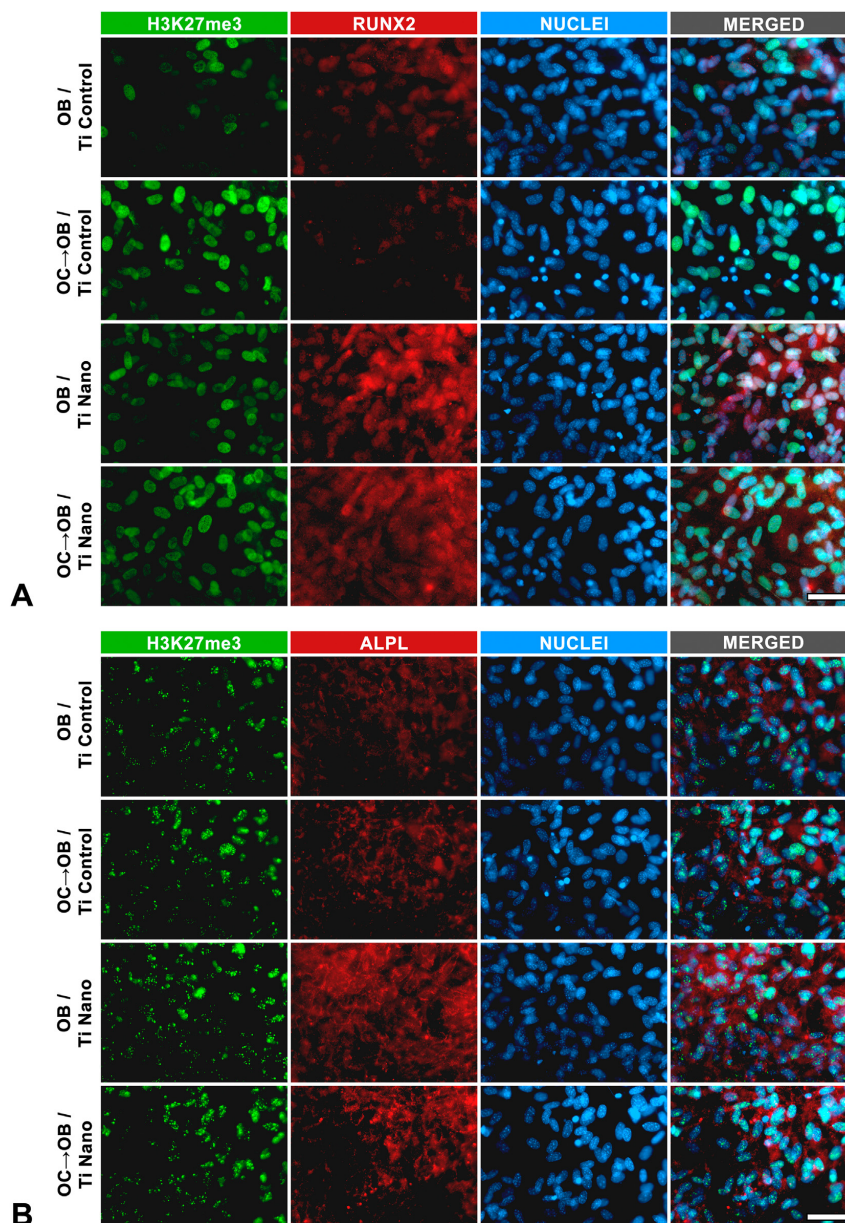 H3K27me3 RUNX2 NUCLEI MERGED
OB /
Ti Control
OC→OB /
Ti Control
OB /
Ti Nano
OC→OB /
Ti Nano
A
H3K27me3 ALPL NUCLEI MERGED
OB /
Ti Control
OC→OB /
Ti Control
OB /
Ti Nano
OC→OB /
Ti Nano
B